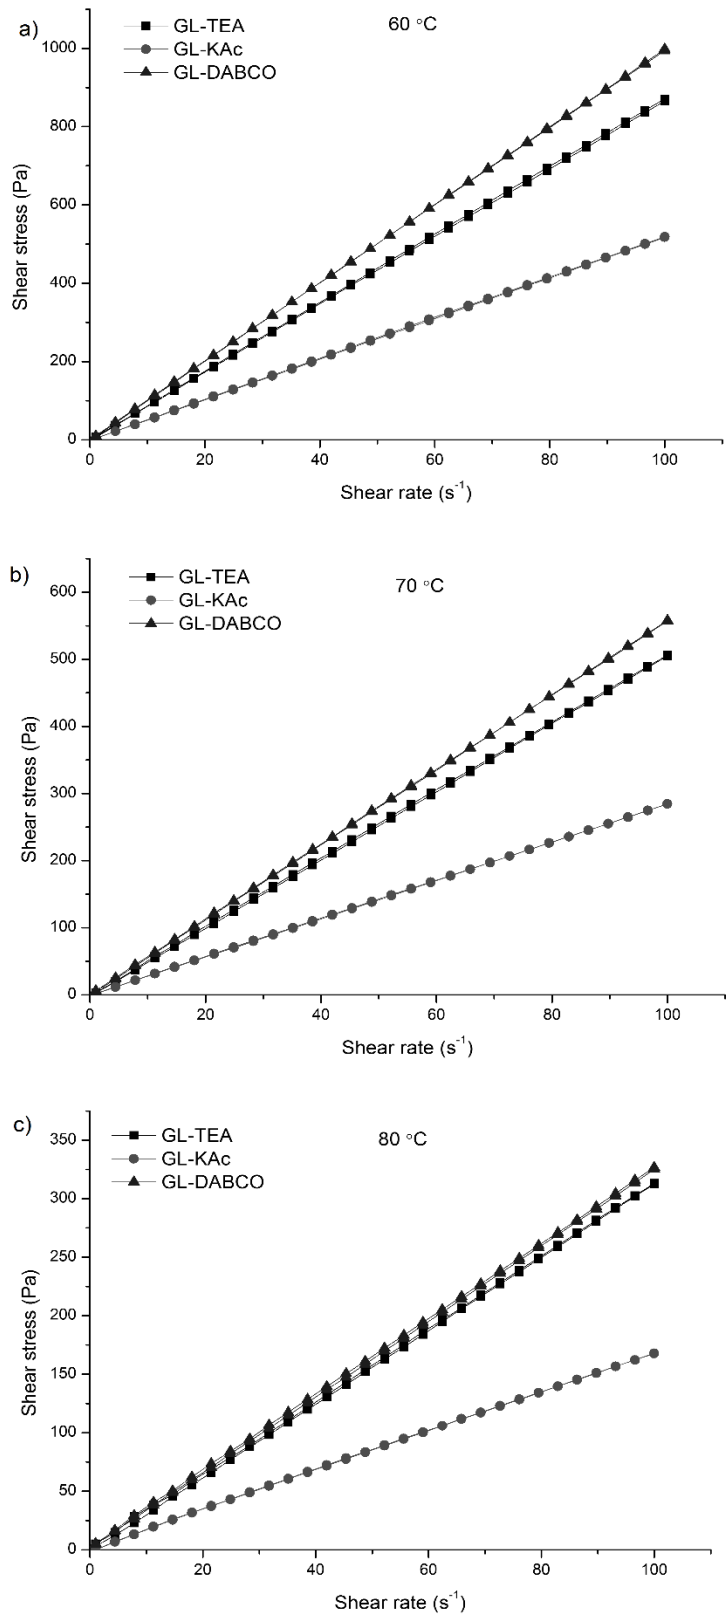 a)
60 °C
GL-TEA
GL-KAc
GL-DABCO
1000
800
600
400
200
0
Shear stress (Pa)
0 20 40 60 80 100
Shear rate (s⁻¹)
b)
70 °C
GL-TEA
GL-KAc
GL-DABCO
600
500
400
300
200
100
0
Shear stress (Pa)
0 20 40 60 80 100
Shear rate (s⁻¹)
c)
80 °C
GL-TEA
GL-KAc
GL-DABCO
350
300
250
200
150
100
50
0
Shear stress (Pa)
0 20 40 60 80 100
Shear rate (s⁻¹)